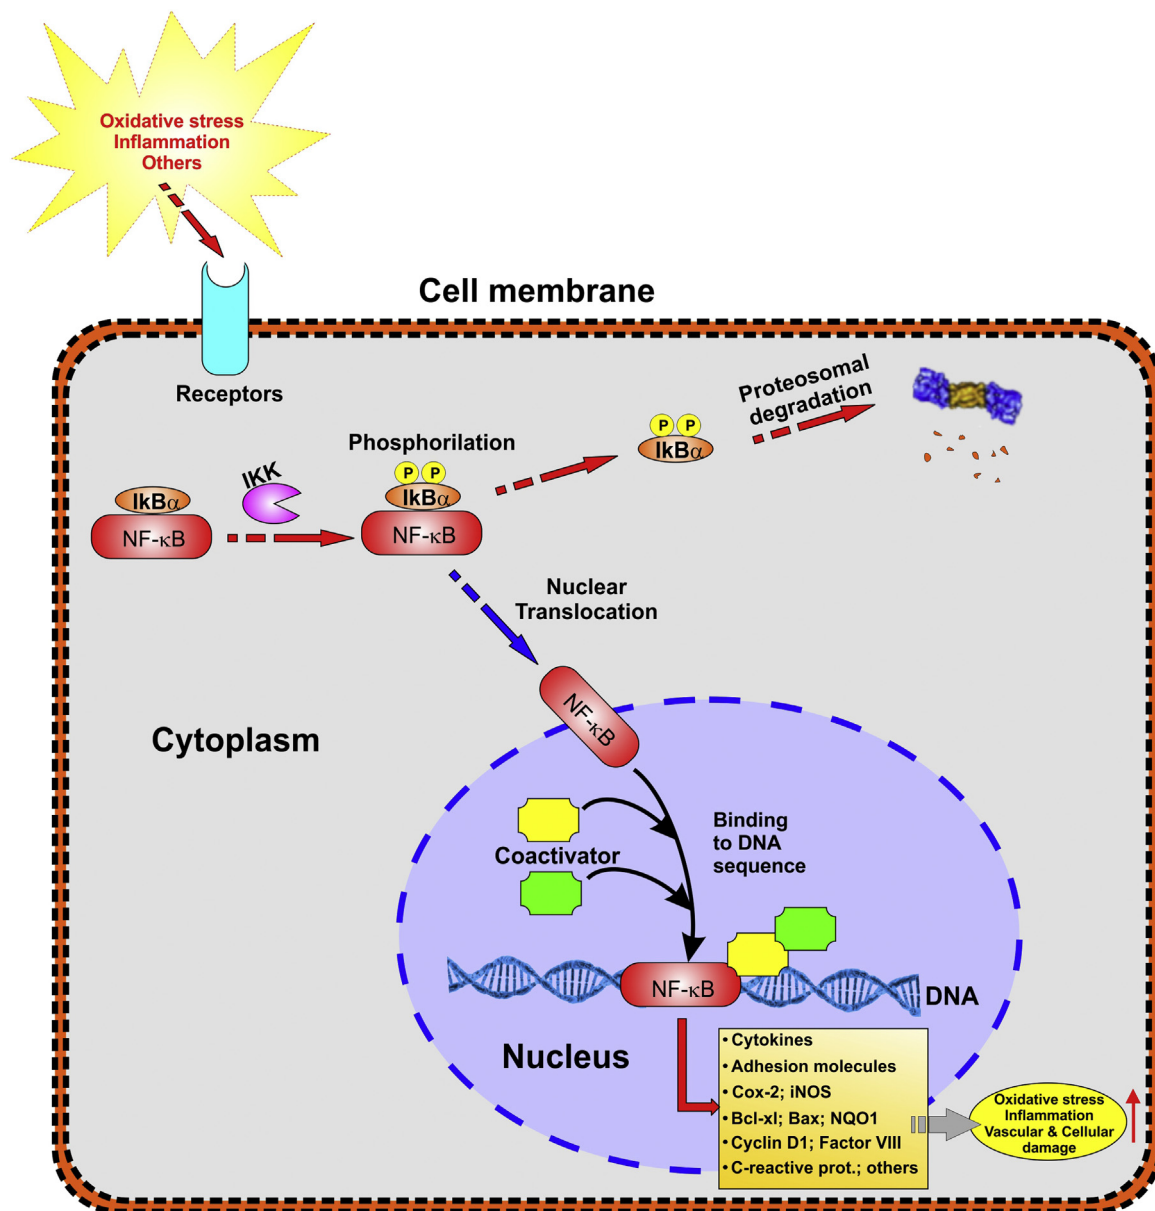 Oxidative stress
Inflammation
Others
Cell membrane
Receptors
Proteosomal
degradation
Phosphorilation
P P
IkBα
IKK
P P
IkBα
IkBα
NF-κB
NF-κB
Nuclear
Translocation
NF-κB
Cytoplasm
Binding
to DNA
sequence
Coactivator
NF-κB
DNA
Nucleus
• Cytokines
• Adhesion molecules
• Cox-2; iNOS
• Bcl-xl; Bax; NQO1
• Cyclin D1; Factor VIII
• C-reactive prot.; others
Oxidative stress
Inflammation
Vascular & Cellular
damage